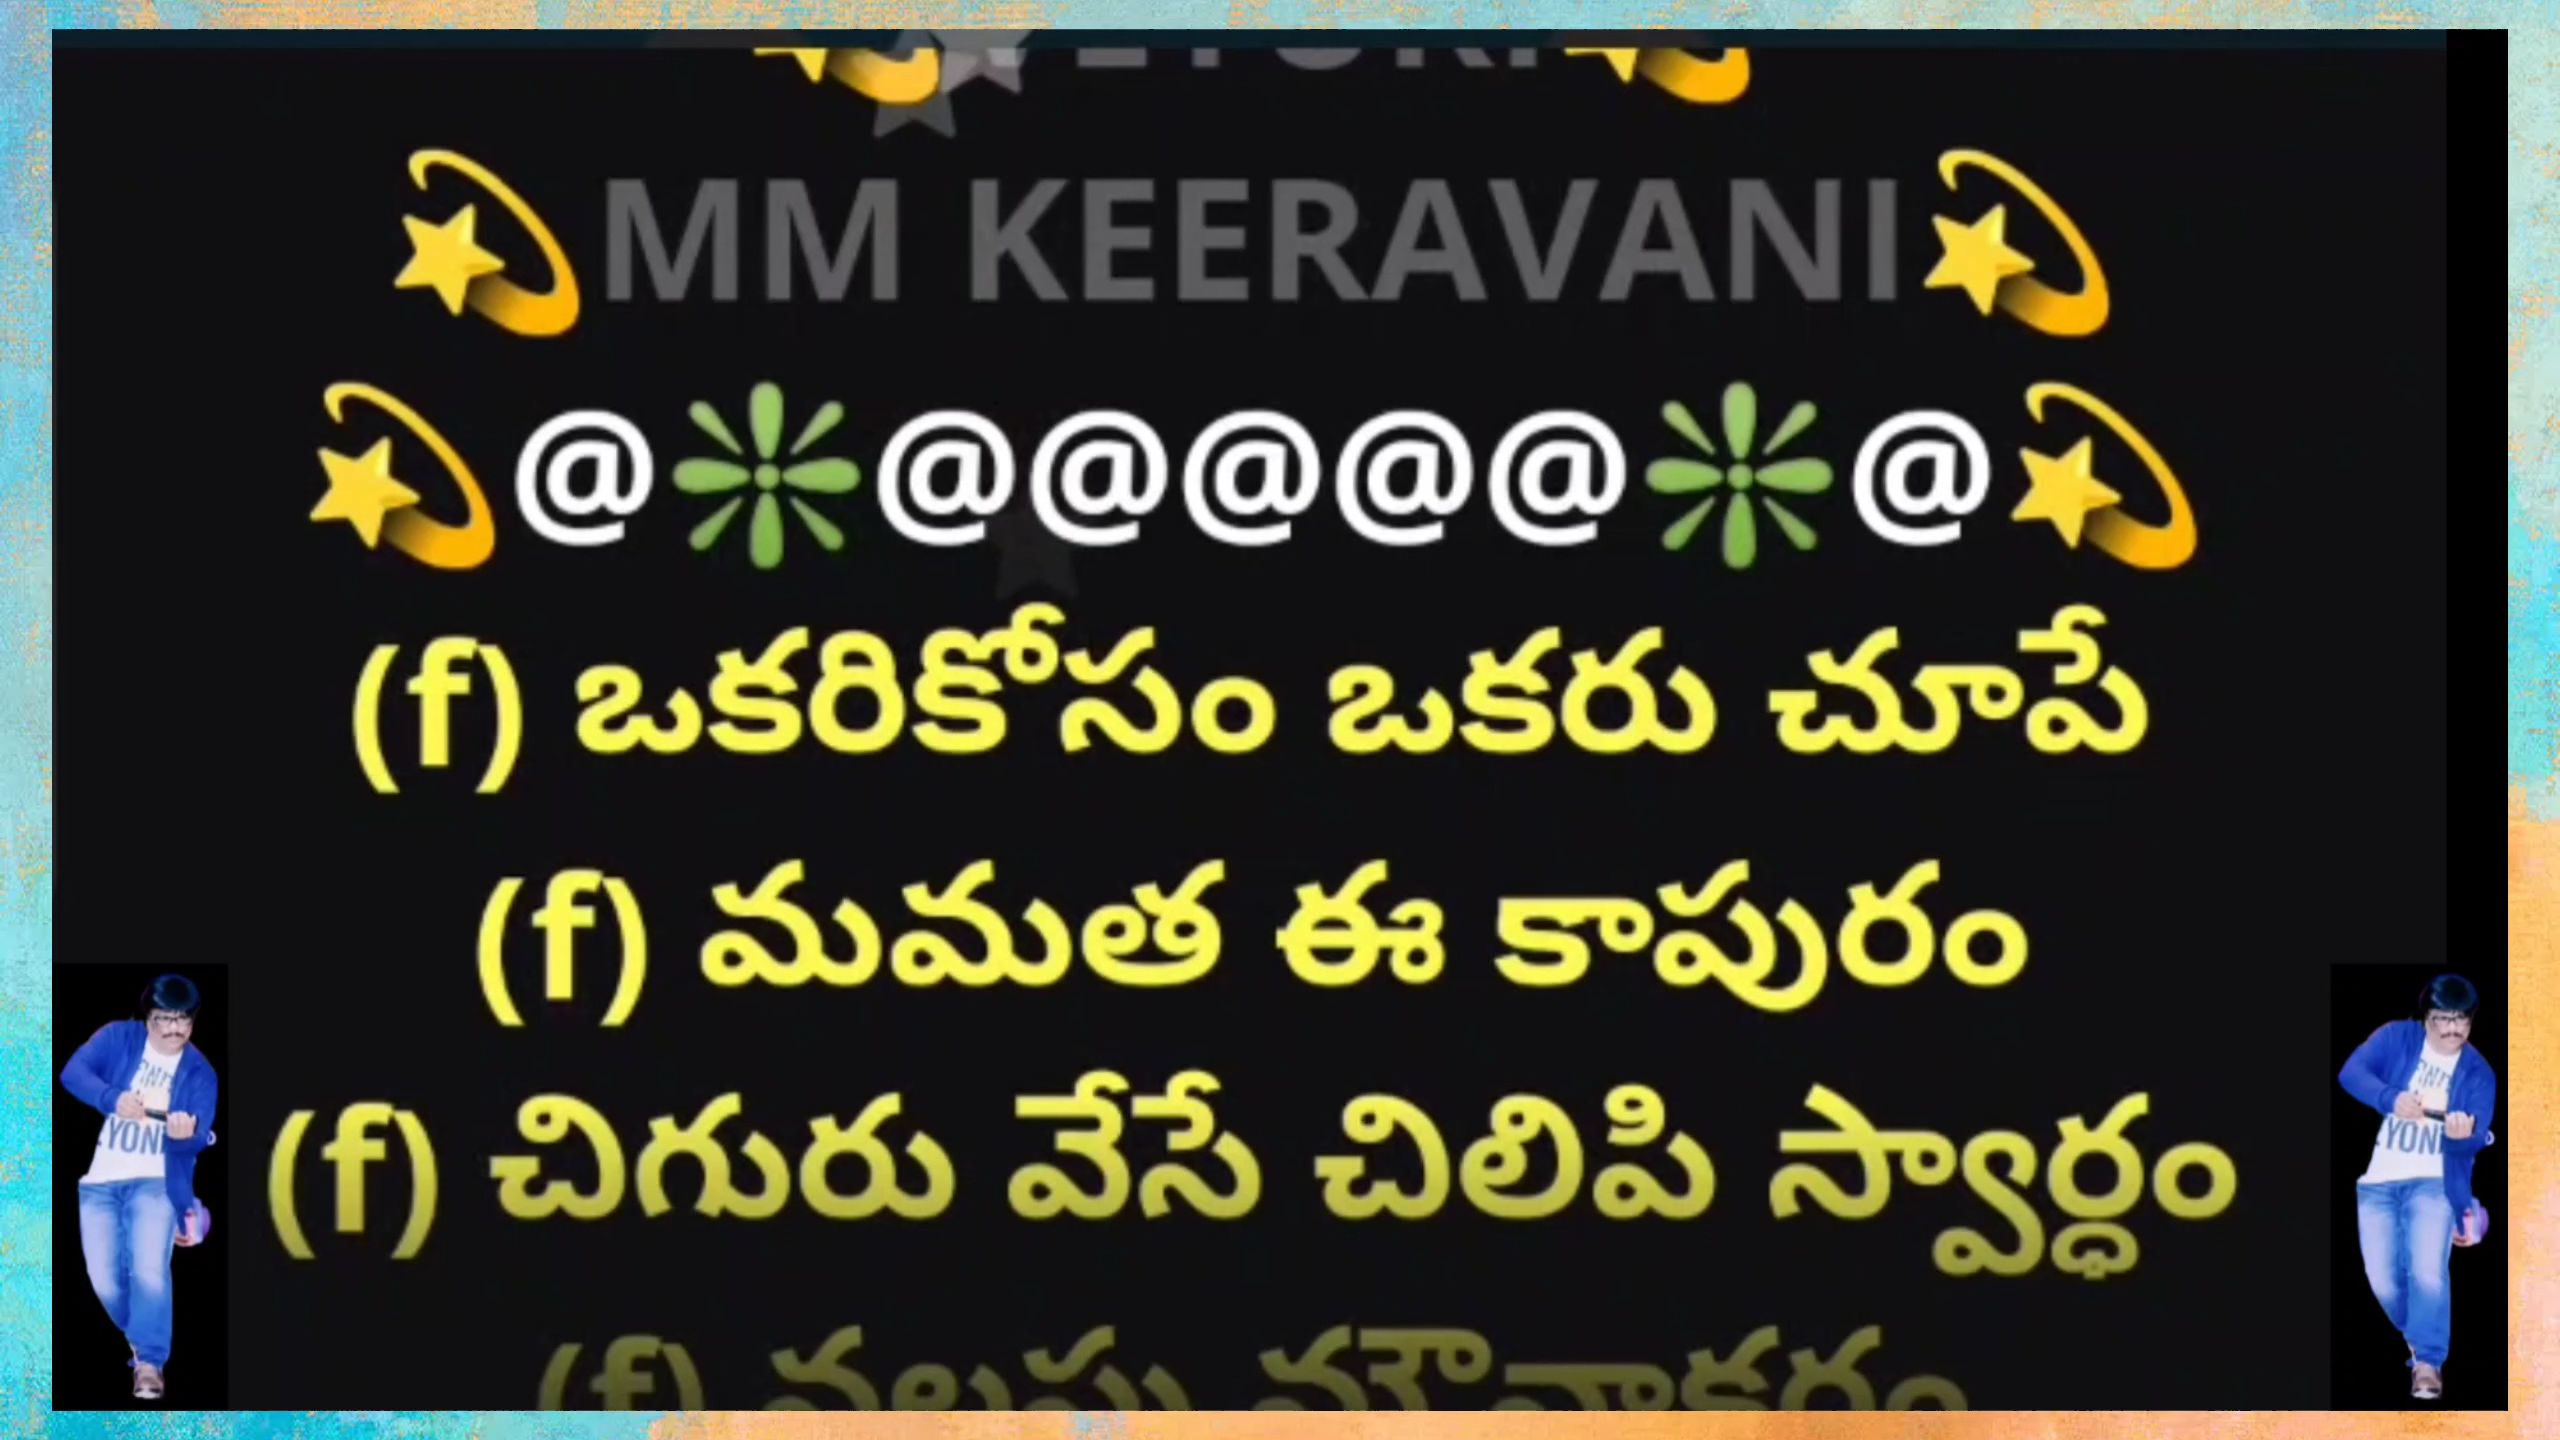 MM KEERAVANI
@@@@@@@
(f) ఒకరికోసం ఒకరు చూపే
(f) మమత ఈ కాపురం
(f) చిగురు వేసే చిలిపి స్వార్ధం
(f)